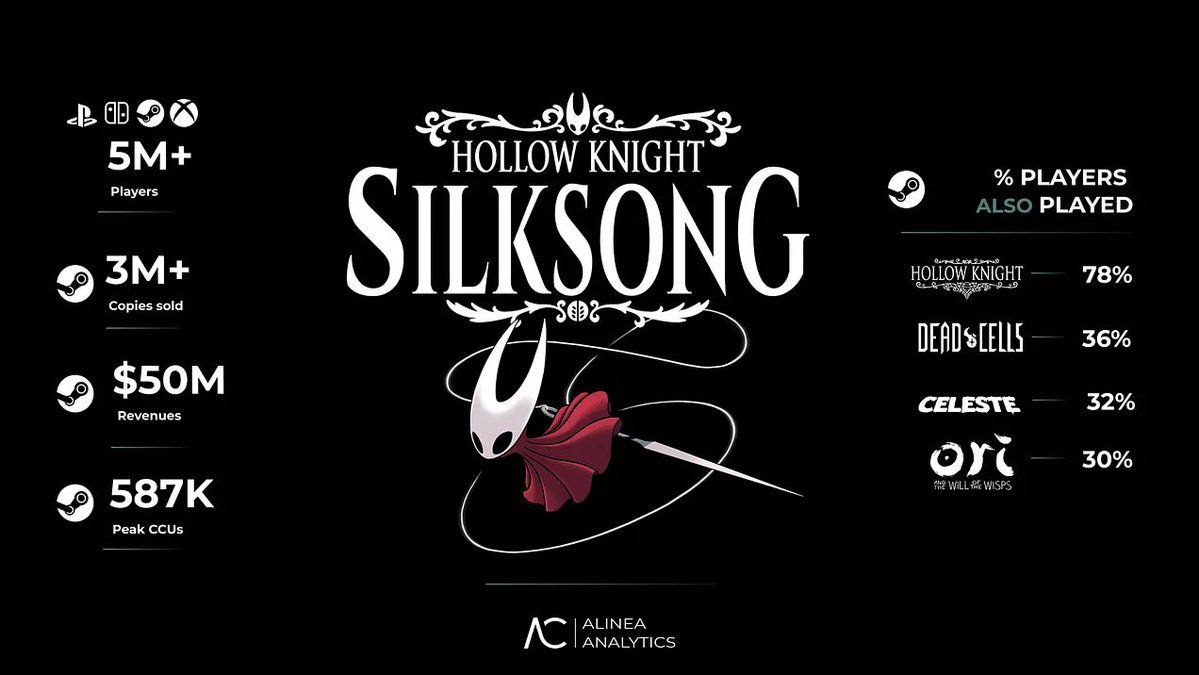 5M+
Players
3M+
Copies sold
$50M
Revenues
587K
Peak CCUs
HOLLOW KNIGHT
SILKSONG
% PLAYERS
ALSO PLAYED
HOLLOW KNIGHT 78%
DEAD CELLS 36%
CELESTE 32%
ori 30%
AND THE WILL OF THE WISPS
AC ALINEA
ANALYTICS